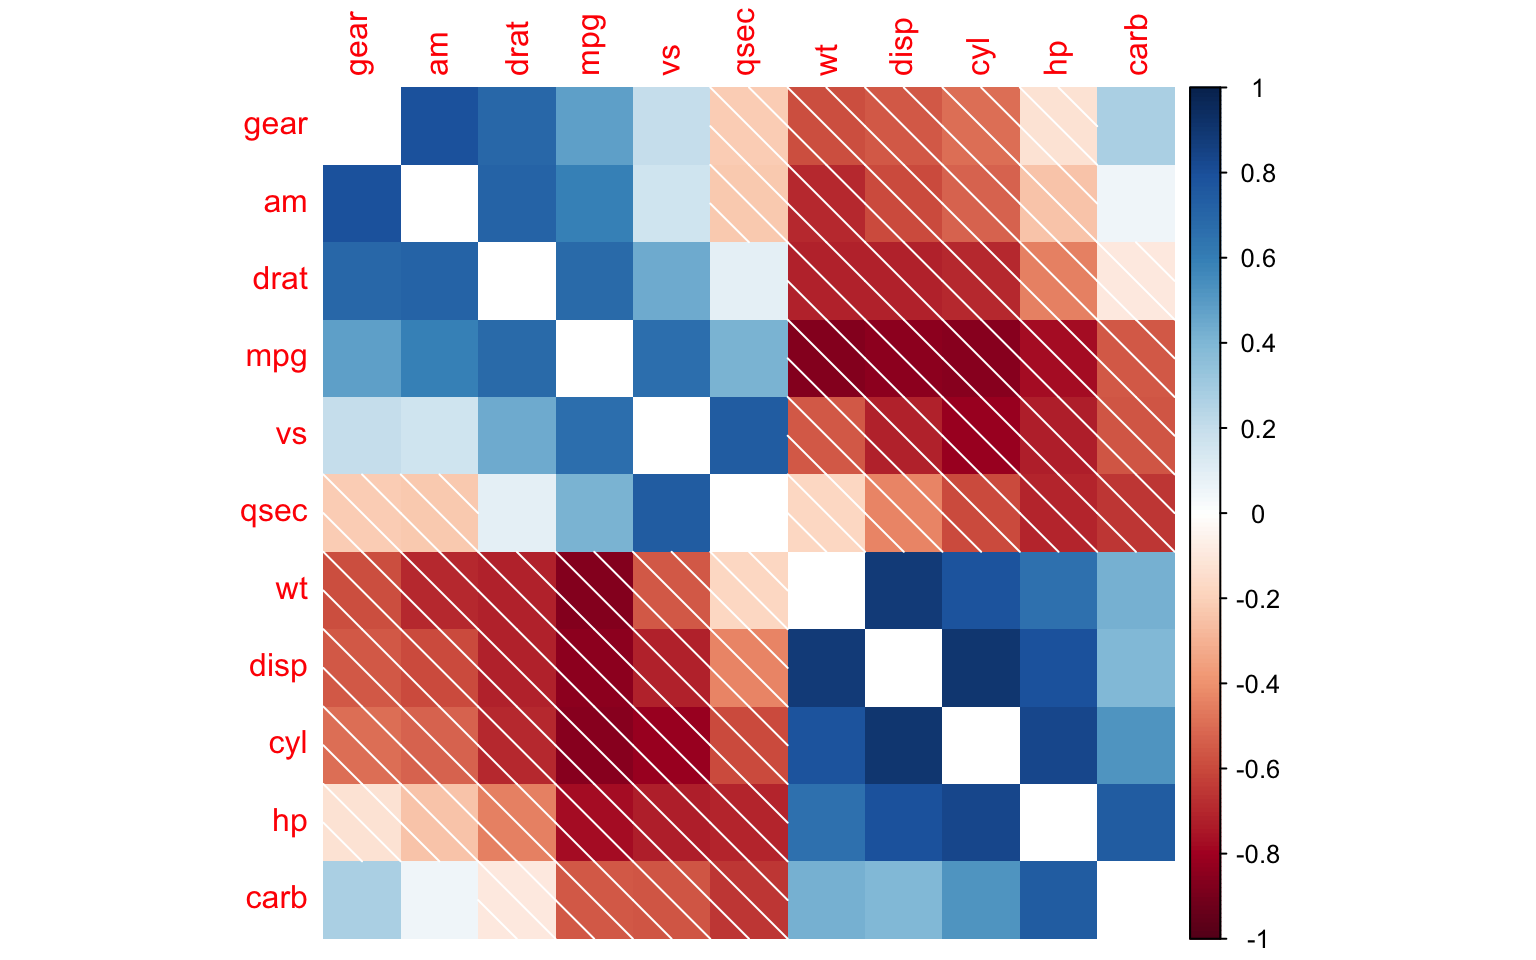 gear am drat mpg vs qsec wt disp cyl hp carb
gear
am
drat
mpg
vs
qsec
wt
disp
cyl
hp
carb
1
0.8
0.6
0.4
0.2
0
-0.2
-0.4
-0.6
-0.8
-1